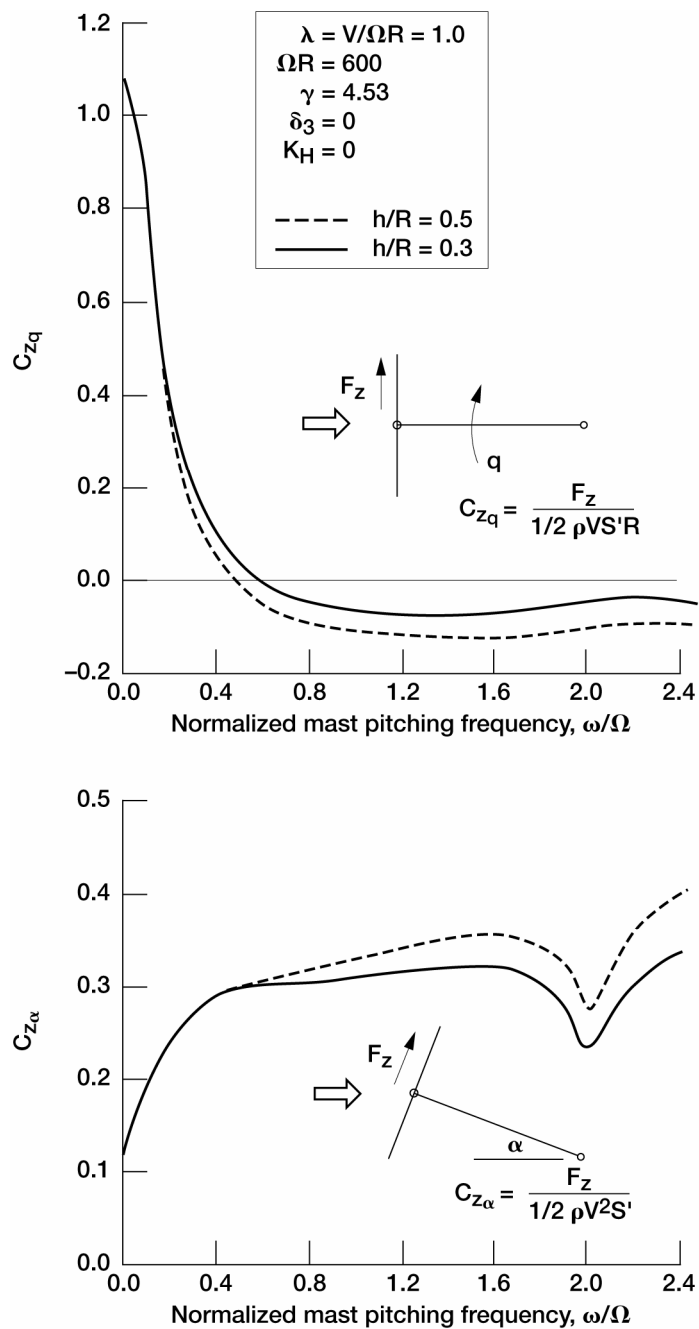 λ = V/ΩR = 1.0
ΩR = 600
γ = 4.53
δ3 = 0
KH = 0
h/R = 0.5
h/R = 0.3
1.2
1.0
0.8
0.6
0.4
0.2
0.0
–0.2
Czq
Fz
q
Czq = Fz
1/2 ρVS'R
0.0 0.4 0.8 1.2 1.6 2.0 2.4
Normalized mast pitching frequency, ω/Ω
0.5
0.4
0.3
0.2
0.1
0.0
Czα
Fz
α
Czα = Fz
1/2 ρV²S'
0.0 0.4 0.8 1.2 1.6 2.0 2.4
Normalized mast pitching frequency, ω/Ω